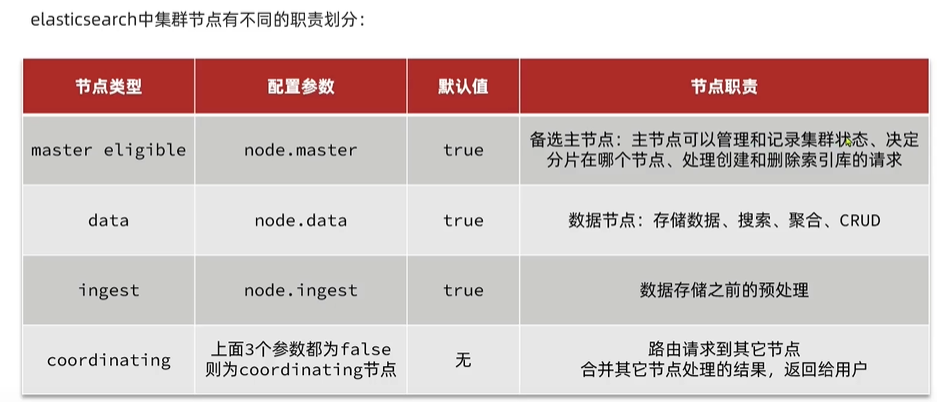 elasticsearch中集群节点有不同的职责划分：
节点类型 配置参数 默认值 节点职责
master eligible node.master true 备选主节点：主节点可以管理和记录集群状态、决定
分片在哪个节点、处理创建和删除索引库的请求
data node.data true 数据节点：存储数据、搜索、聚合、CRUD
ingest node.ingest true 数据存储之前的预处理
coordinating 上面3个参数都为false
则为coordinating节点 无 路由请求到其它节点
合并其它节点处理的结果，返回给用户